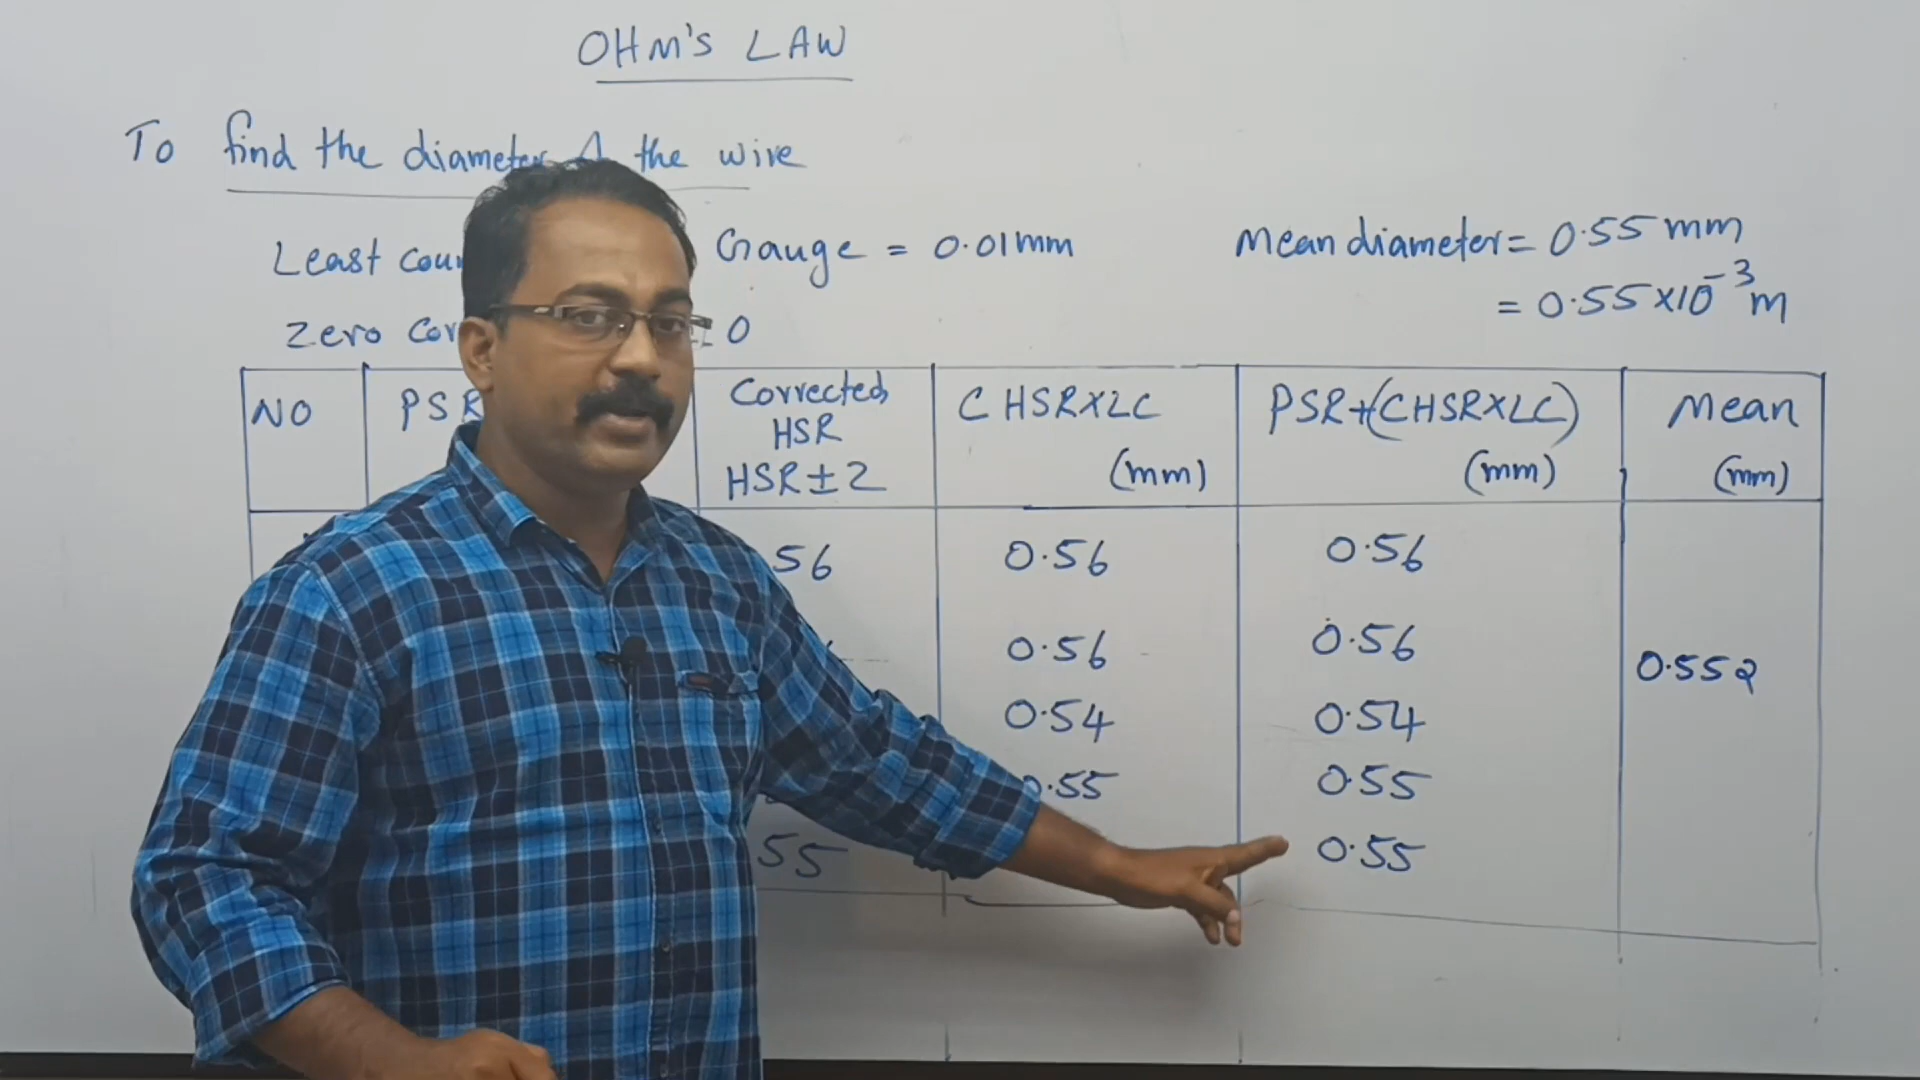 OHM'S LAW
To find the diameter the wire
Least Gauge = 0.01mm
Mean diameter = 0.55 mm
= 0.55 x 10⁻³ m
Zero 0
NO
Corrected HSR HSR ± Z
CHSR X LC (mm)
PSR + (CHSR X LC) (mm)
Mean (mm)
56 0.56 0.56
0.56 0.56
0.552
0.54 0.54
.55 0.55
55 0.55